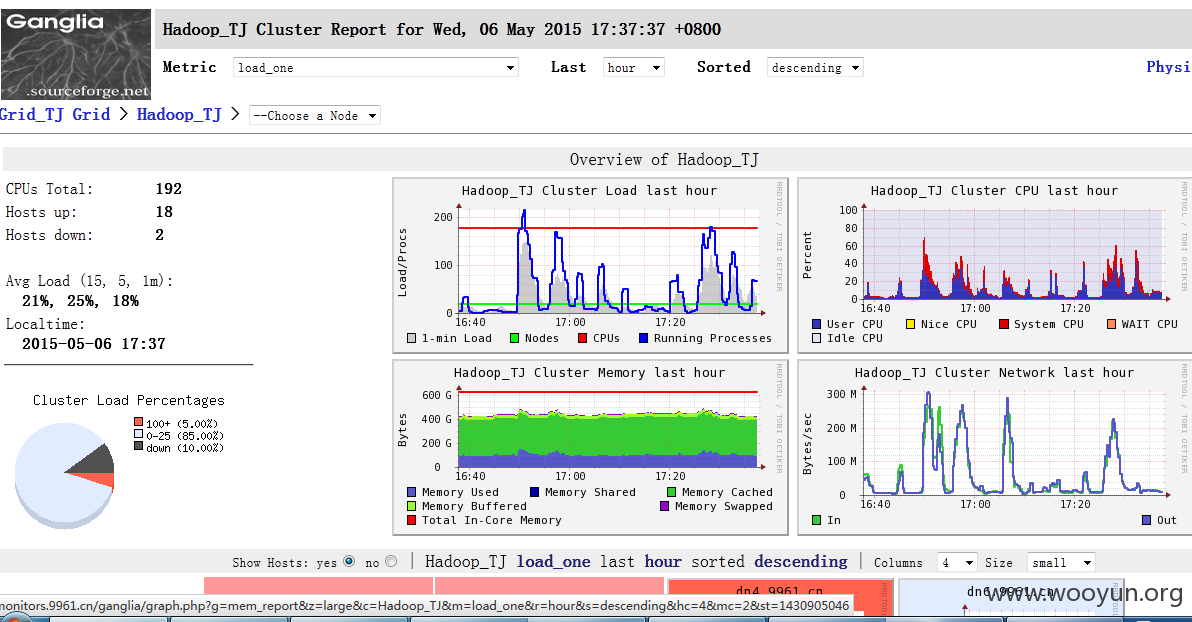 Ganglia
.sourceforge.net
Hadoop_TJ Cluster Report for Wed, 06 May 2015 17:37:37 +0800
Metric load_one Last hour Sorted descending Physi
Grid_TJ Grid > Hadoop_TJ > --Choose a Node
Overview of Hadoop_TJ
CPUs Total: 192
Hosts up: 18
Hosts down: 2
Avg Load (15, 5, 1m):
21%, 25%, 18%
Localtime:
2015-05-06 17:37
Cluster Load Percentages
100+ (5.00%)
0-25 (85.00%)
down (10.00%)
Hadoop_TJ Cluster Load last hour
RRDTOOL / TOBI OETIKER
Load/Procs
200
100
0
16:40 17:00 17:20
1-min Load Nodes CPUs Running Processes
Hadoop_TJ Cluster CPU last hour
RRDTOOL / TOBI OETIKER
Percent
100
80
60
40
20
0
16:40 17:00 17:20
User CPU Nice CPU System CPU WAIT CPU
Idle CPU
Hadoop_TJ Cluster Memory last hour
RRDTOOL / TOBI OETIKER
Bytes
600 G
400 G
200 G
0
16:40 17:00 17:20
Memory Used Memory Shared Memory Cached
Memory Buffered Memory Swapped
Total In-Core Memory
Hadoop_TJ Cluster Network last hour
RRDTOOL / TOBI OETIKER
Bytes/sec
300 M
200 M
100 M
0
16:40 17:00 17:20
In Out
Show Hosts: yes no | Hadoop_TJ load_one last hour sorted descending | Columns 4 Size small
dn4.9961.cn
monitors.9961.cn/ganglia/graph.php?g=mem_report&z=large&c=Hadoop_TJ&m=load_one&r=hour&s=descending&hc=4&mc=2&st=1430905046
www.wooyun.org